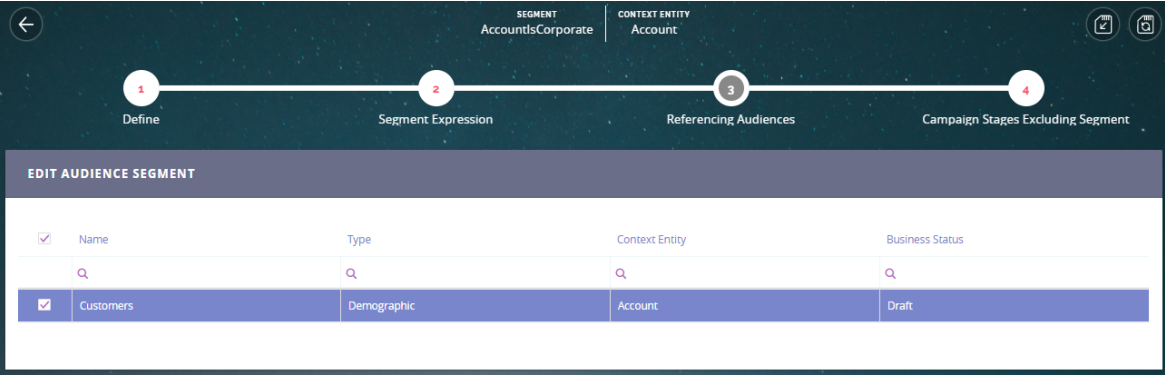 SEGMENT
AccountIsCorporate
CONTEXT ENTITY
Account
1
2
3
4
Define
Segment Expression
Referencing Audiences
Campaign Stages Excluding Segment
EDIT AUDIENCE SEGMENT
Name Type Context Entity Business Status
Customers Demographic Account Draft